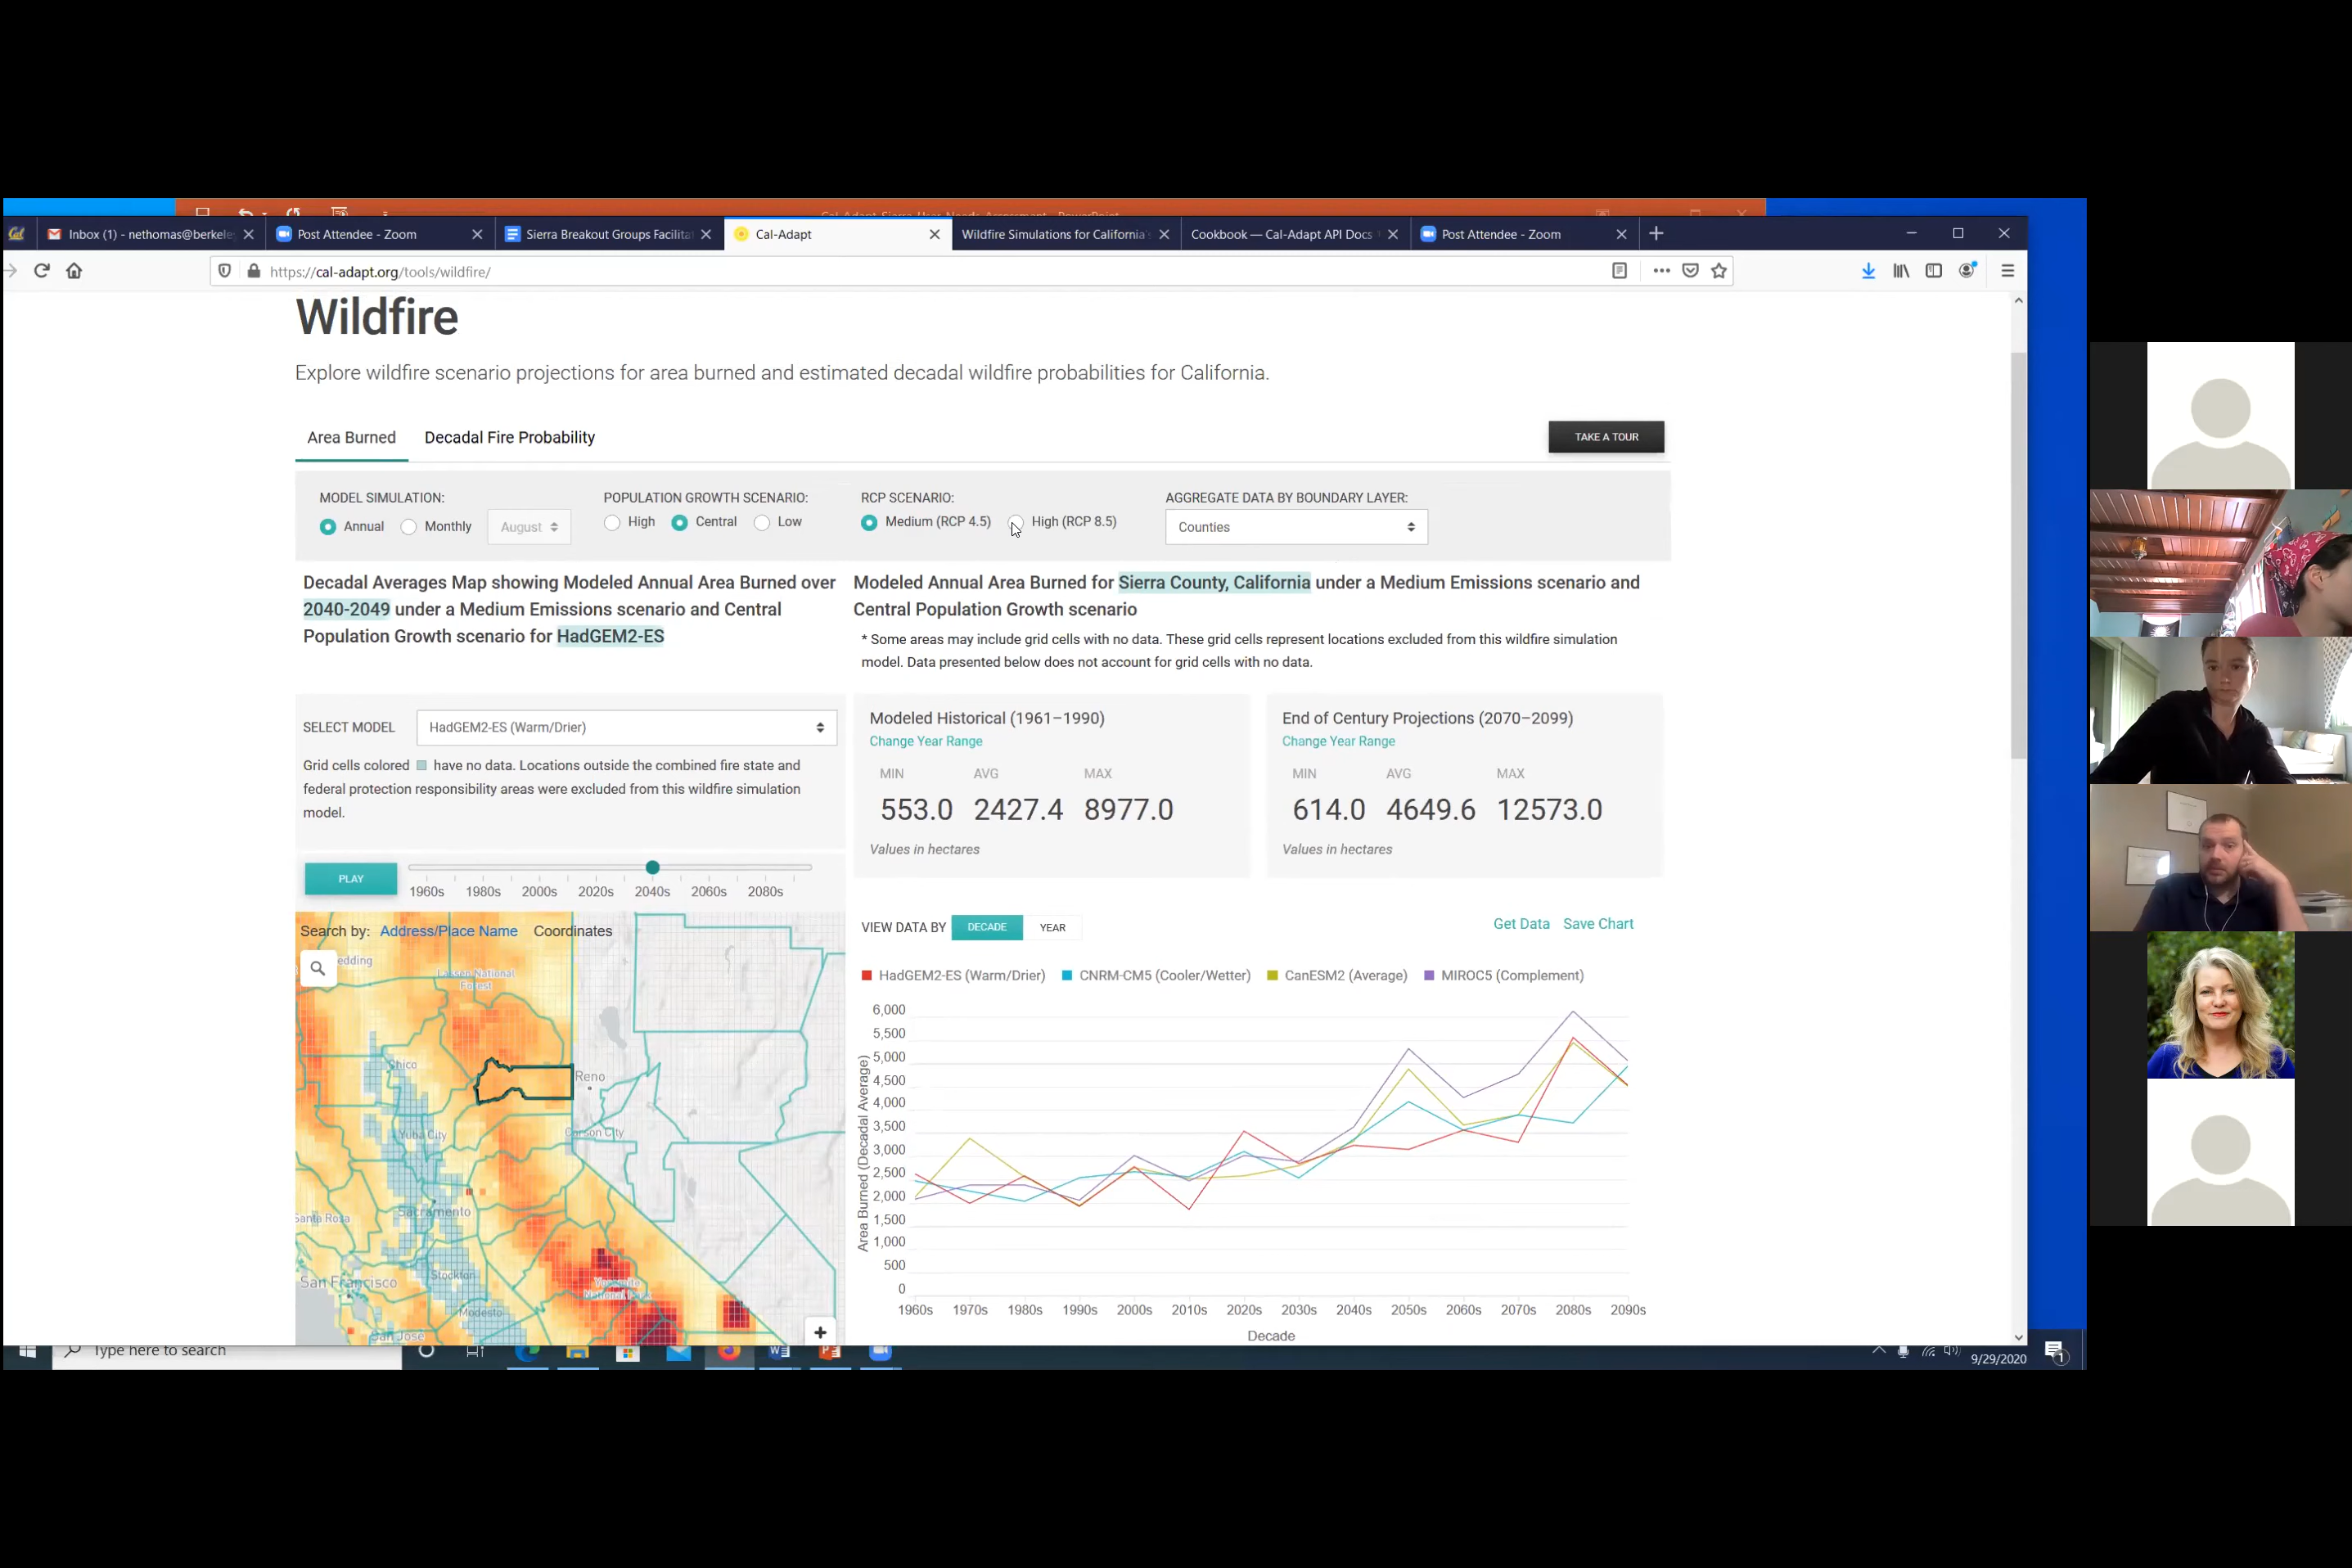 Cal-Adapt Sierra User Needs Assessment - PowerPoint
Cal
Inbox (1) - nethomas@berkele
Post Attendee - Zoom
Sierra Breakout Groups Facilita
Cal-Adapt
Wildfire Simulations for California'
Cookbook — Cal-Adapt API Docs
Post Attendee - Zoom
https://cal-adapt.org/tools/wildfire/
Wildfire
Explore wildfire scenario projections for area burned and estimated decadal wildfire probabilities for California.
Area Burned
Decadal Fire Probability
TAKE A TOUR
MODEL SIMULATION:
POPULATION GROWTH SCENARIO:
RCP SCENARIO:
AGGREGATE DATA BY BOUNDARY LAYER:
Annual
Monthly
August
High
Central
Low
Medium (RCP 4.5)
High (RCP 8.5)
Counties
Decadal Averages Map showing Modeled Annual Area Burned over
2040-2049 under a Medium Emissions scenario and Central
Population Growth scenario for HadGEM2-ES
Modeled Annual Area Burned for Sierra County, California under a Medium Emissions scenario and
Central Population Growth scenario
* Some areas may include grid cells with no data. These grid cells represent locations excluded from this wildfire simulation
model. Data presented below does not account for grid cells with no data.
SELECT MODEL
HadGEM2-ES (Warm/Drier)
Grid cells colored have no data. Locations outside the combined fire state and
federal protection responsibility areas were excluded from this wildfire simulation
model.
Modeled Historical (1961–1990)
Change Year Range
MIN AVG MAX
553.0 2427.4 8977.0
Values in hectares
End of Century Projections (2070–2099)
Change Year Range
MIN AVG MAX
614.0 4649.6 12573.0
Values in hectares
PLAY
1960s 1980s 2000s 2020s 2040s 2060s 2080s
Search by: Address/Place Name Coordinates
edding
Lassen National
Forest
Chico
Reno
Yuba City
Carson City
Santa Rosa
Sacramento
San Francisco
Stockton
Yosemite
National
Modesto
San Jose
VIEW DATA BY
DECADE
YEAR
Get Data
Save Chart
HadGEM2-ES (Warm/Drier)
CNRM-CM5 (Cooler/Wetter)
CanESM2 (Average)
MIROC5 (Complement)
Area Burned (Decadal Average)
6,000
5,500
5,000
4,500
4,000
3,500
3,000
2,500
2,000
1,500
1,000
500
0
1960s 1970s 1980s 1990s 2000s 2010s 2020s 2030s 2040s 2050s 2060s 2070s 2080s 2090s
Decade
Type here to search
9/29/2020
1